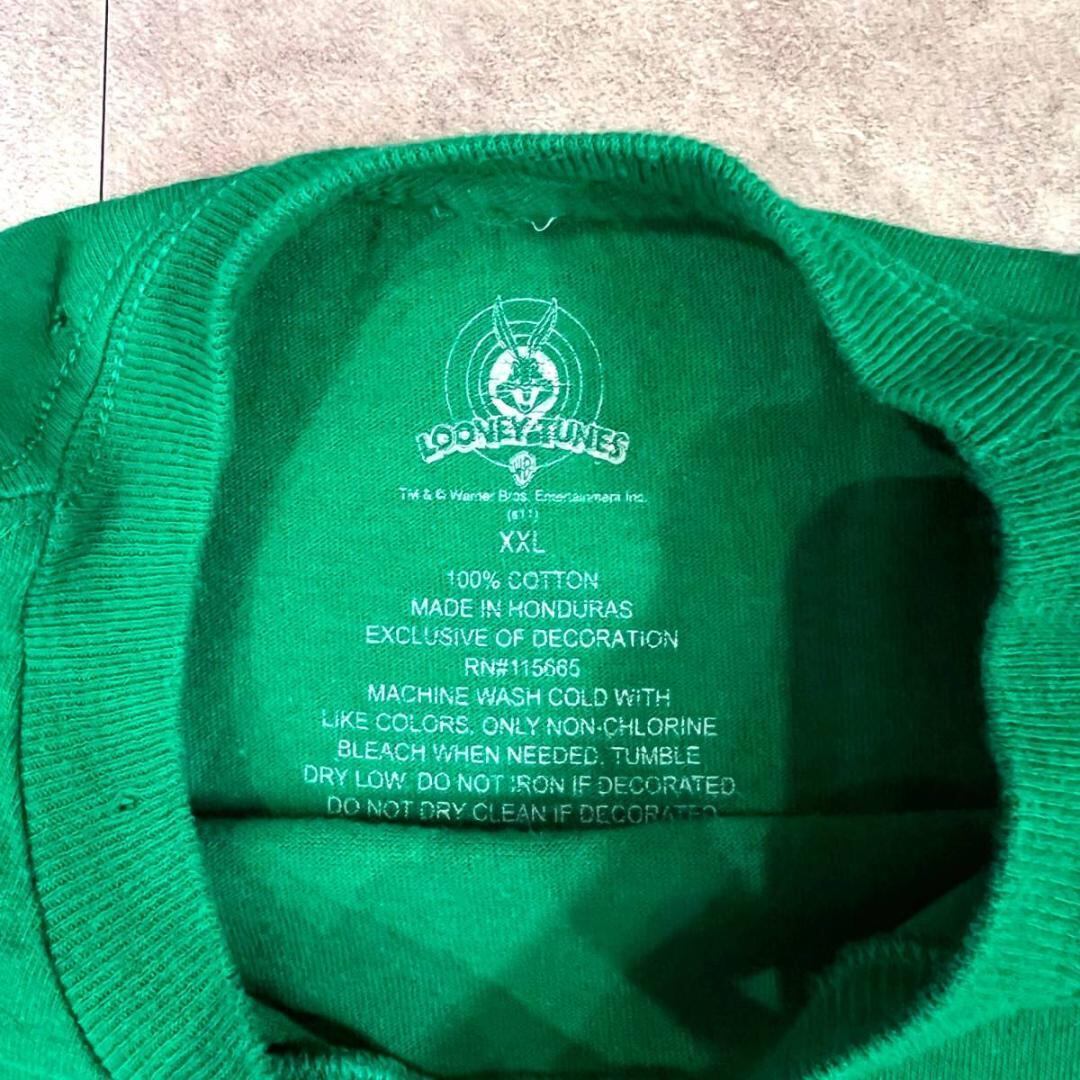 LOONEY TUNES
WB
TM & © Warner Bros. Entertainment Inc.
(s11)
XXL
100% COTTON
MADE IN HONDURAS
EXCLUSIVE OF DECORATION
RN#115665
MACHINE WASH COLD WITH
LIKE COLORS. ONLY NON-CHLORINE
BLEACH WHEN NEEDED. TUMBLE
DRY LOW. DO NOT IRON IF DECORATED
DO NOT DRY CLEAN IF DECORATED